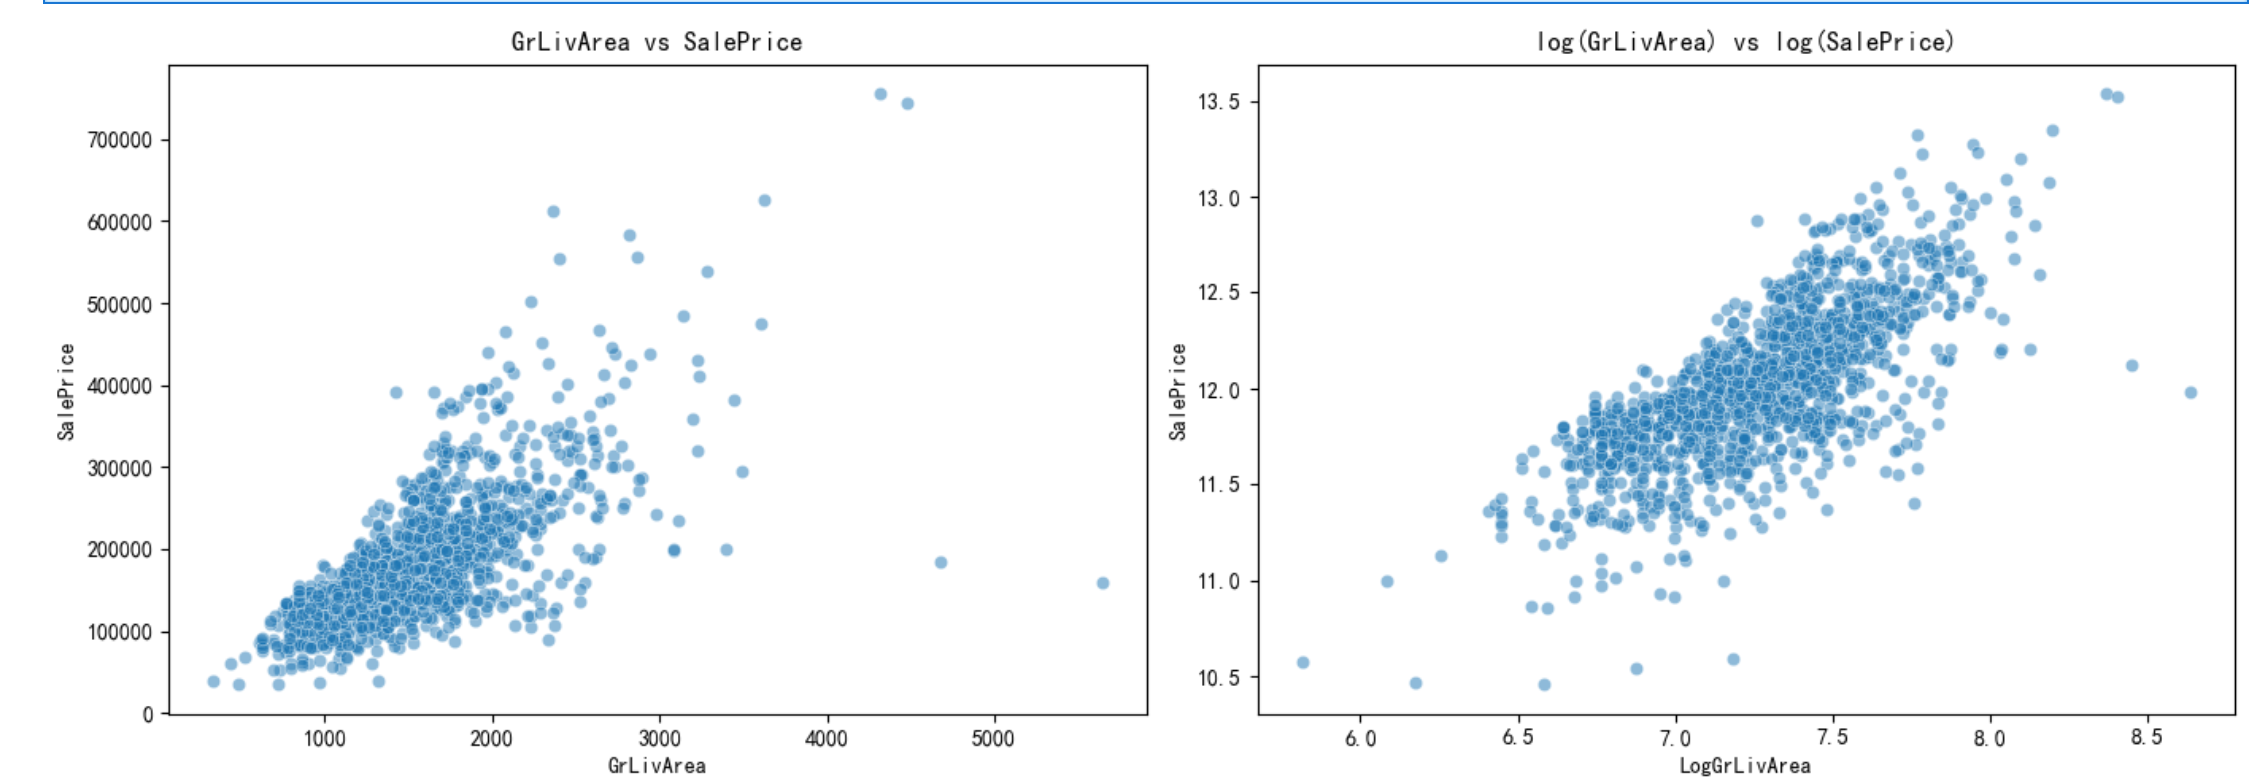 GrLivArea vs SalePrice
SalePrice
700000
600000
500000
400000
300000
200000
100000
0
1000 2000 3000 4000 5000
GrLivArea
log(GrLivArea) vs log(SalePrice)
SalePrice
13.5
13.0
12.5
12.0
11.5
11.0
10.5
6.0 6.5 7.0 7.5 8.0 8.5
LogGrLivArea